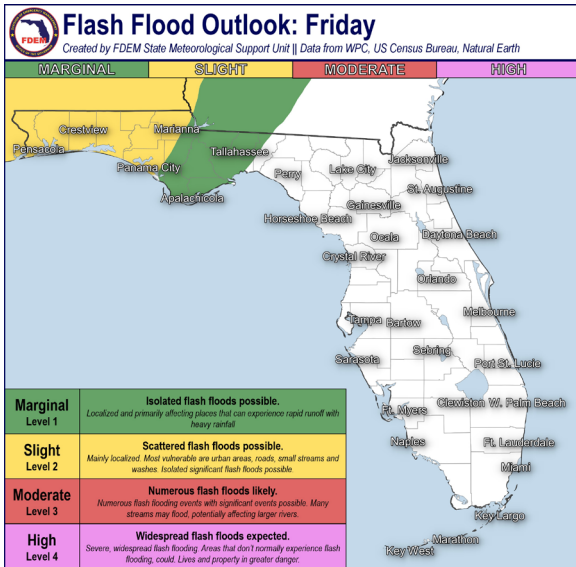 FDEM
Flash Flood Outlook: Friday
Created by FDEM State Meteorological Support Unit || Data from WPC, US Census Bureau, Natural Earth
MARGINAL SLIGHT MODERATE HIGH
Crestview
Marianna
Pensacola
Tallahassee
Panama City
Apalachicola
Jacksonville
Lake City
Perry
St. Augustine
Gainesville
Horseshoe Beach
Ocala
Daytona Beach
Crystal River
Orlando
Melbourne
Tampa
Bartow
Sebring
Sarasota
Port St. Lucie
Clewiston
W. Palm Beach
Ft. Myers
Naples
Ft. Lauderdale
Miami
Key Largo
Marathon
Key West
Marginal
Level 1
Isolated flash floods possible.
Localized and primarily affecting places that can experience rapid runoff with
heavy rainfall
Slight
Level 2
Scattered flash floods possible.
Mainly localized. Most vulnerable are urban areas, roads, small streams and
washes. Isolated significant flash floods possible
Moderate
Level 3
Numerous flash floods likely.
Numerous flash flooding events with significant events possible. Many
streams may flood, potentially affecting larger rivers.
High
Level 4
Widespread flash floods expected.
Severe, widespread flash flooding. Areas that don't normally experience flash
flooding, could. Lives and property in greater danger.